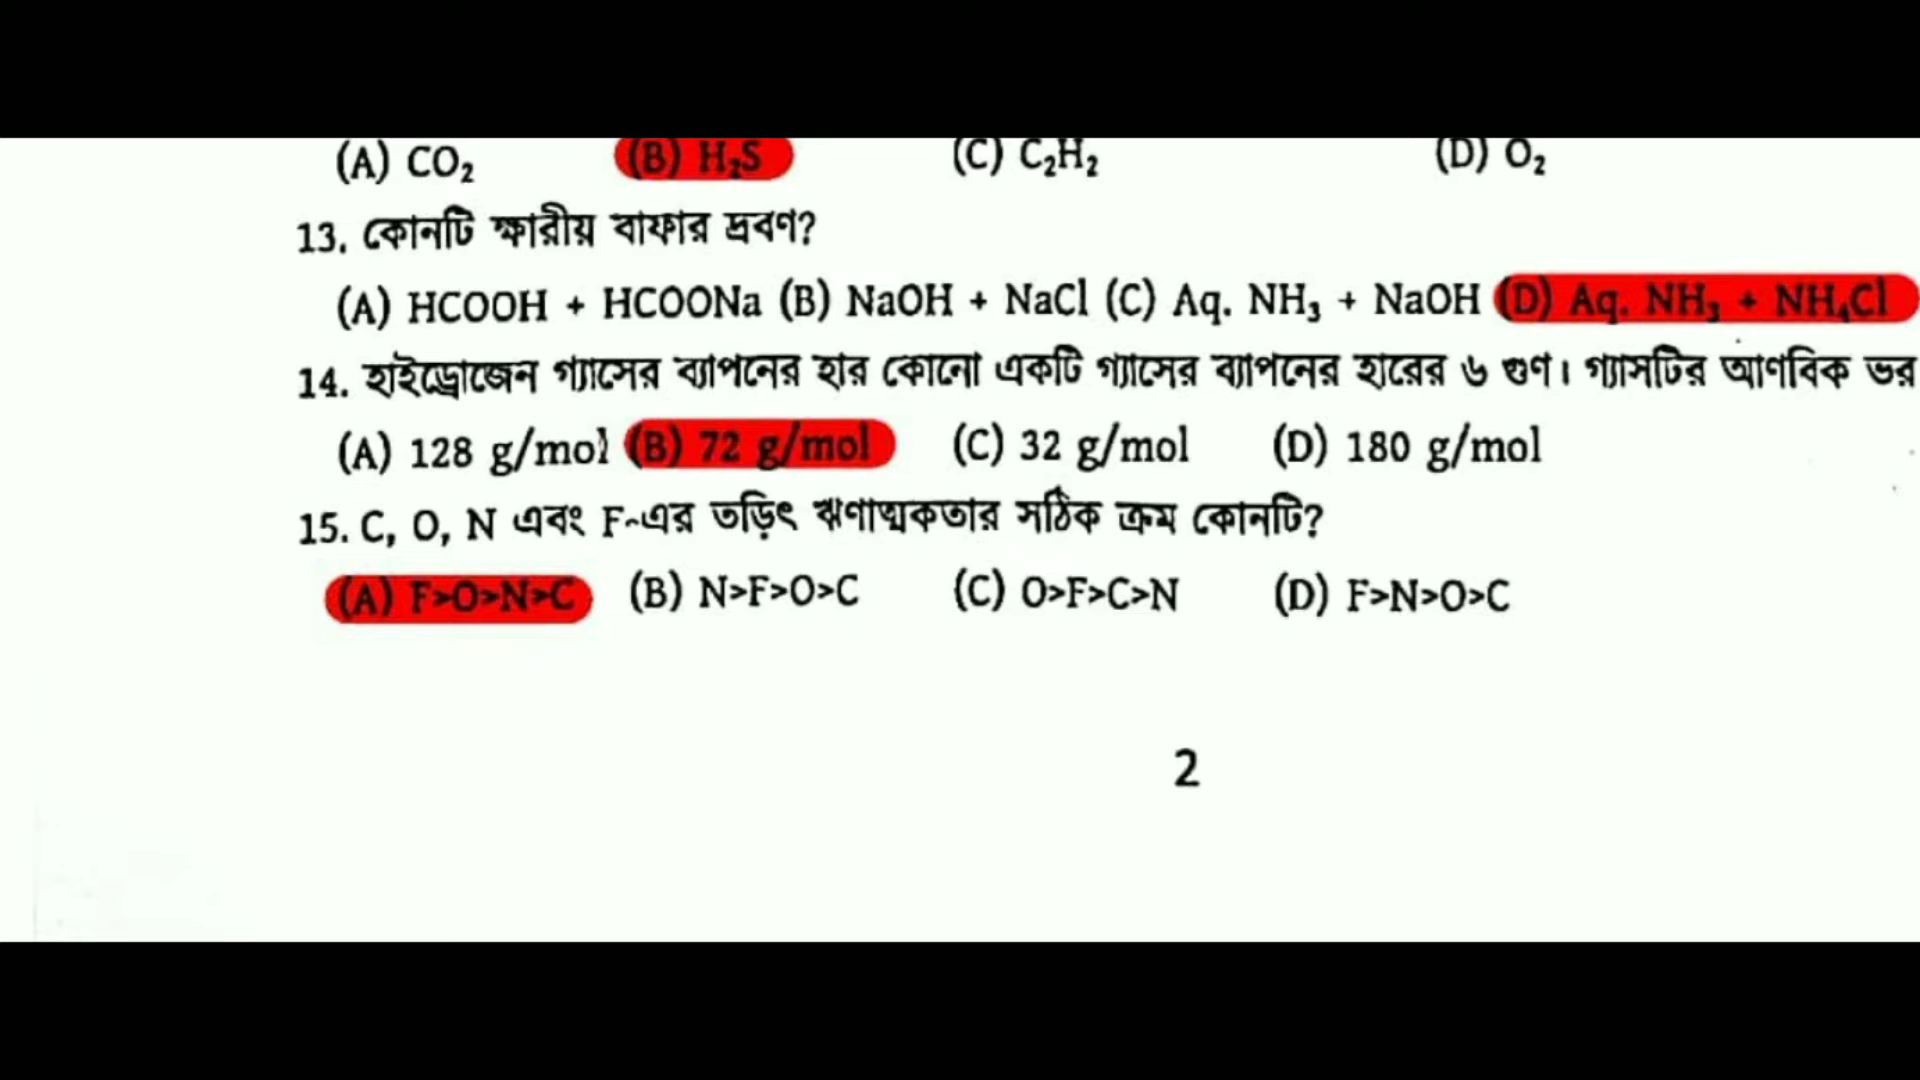 (A) CO₂ (B) H₂S (C) C₂H₂ (D) O₂
13. কোনটি ক্ষারীয় বাফার দ্রবণ?
(A) HCOOH + HCOONa (B) NaOH + NaCl (C) Aq. NH₃ + NaOH (D) Aq. NH₃ + NH₄Cl
14. হাইড্রোজেন গ্যাসের ব্যাপনের হার কোনো একটি গ্যাসের ব্যাপনের হারের ৬ গুণ। গ্যাসটির আণবিক ভর
(A) 128 g/mol (B) 72 g/mol (C) 32 g/mol (D) 180 g/mol
15. C, O, N এবং F-এর তড়িৎ ঋণাত্মকতার সঠিক ক্রম কোনটি?
(A) F>O>N>C (B) N>F>O>C (C) O>F>C>N (D) F>N>O>C
2